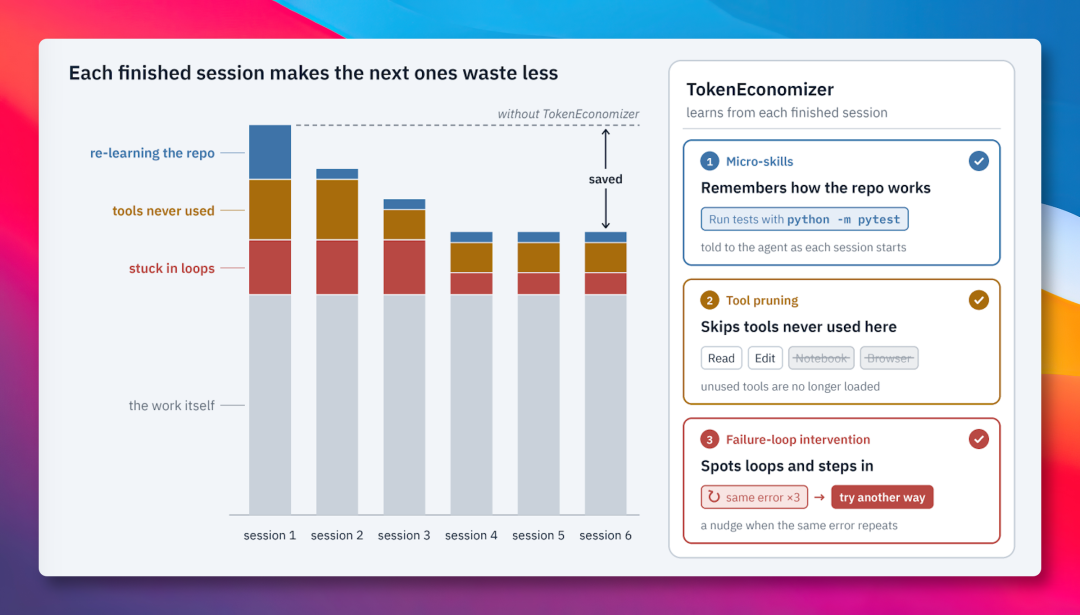 Each finished session makes the next ones waste less
without TokenEconomizer
re-learning the repo
tools never used
stuck in loops
the work itself
saved
session 1
session 2
session 3
session 4
session 5
session 6
TokenEconomizer
learns from each finished session
1 Micro-skills
Remembers how the repo works
Run tests with python -m pytest
told to the agent as each session starts
2 Tool pruning
Skips tools never used here
Read Edit Notebook Browser
unused tools are no longer loaded
3 Failure-loop intervention
Spots loops and steps in
↻ same error ×3 → try another way
a nudge when the same error repeats